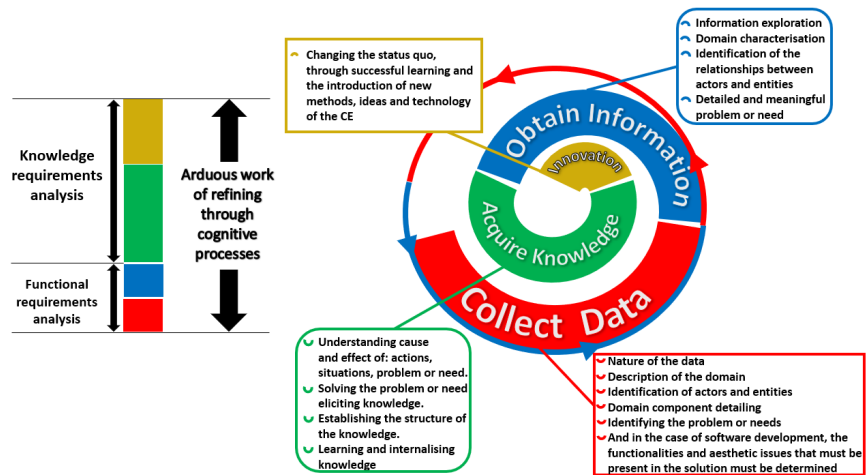 Knowledge
requirements
analysis
Functional
requirements
analysis
Arduous work
of refining
through
cognitive
processes
Changing the status quo,
through successful learning and
the introduction of new
methods, ideas and technology
of the CE
Information exploration
Domain characterisation
Identification of the
relationships between
actors and entities
Detailed and meaningful
problem or need
Obtain Information
Innovation
Acquire Knowledge
Collect Data
Understanding cause
and effect of: actions,
situations, problem or need.
Solving the problem or need
eliciting knowledge.
Establishing the structure of
the knowledge.
Learning and internalising
knowledge
Nature of the data
Description of the domain
Identification of actors and entities
Domain component detailing
Identifying the problem or needs
And in the case of software development, the
functionalities and aesthetic issues that must be
present in the solution must be determined